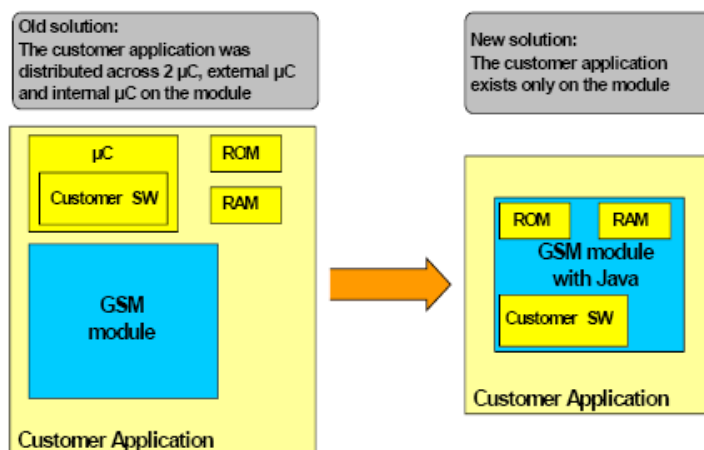 Old solution:
The customer application was
distributed across 2 µC, external µC
and internal µC on the module
New solution:
The customer application
exists only on the module
µC
Customer SW
ROM
RAM
GSM
module
Customer Application
ROM
RAM
GSM module
with Java
Customer SW
Customer Application